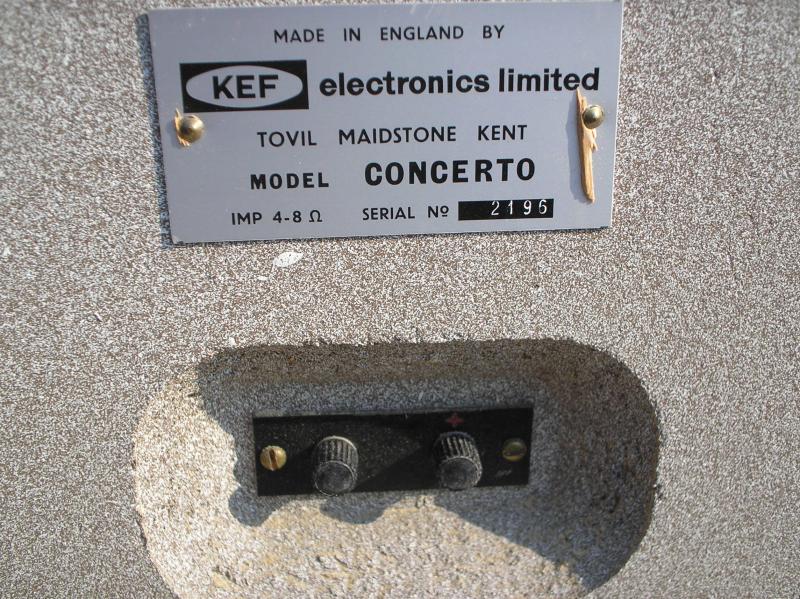 MADE IN ENGLAND BY
KEF electronics limited
TOVIL MAIDSTONE KENT
MODEL CONCERTO
IMP 4-8 Ω SERIAL Nº 2196
+